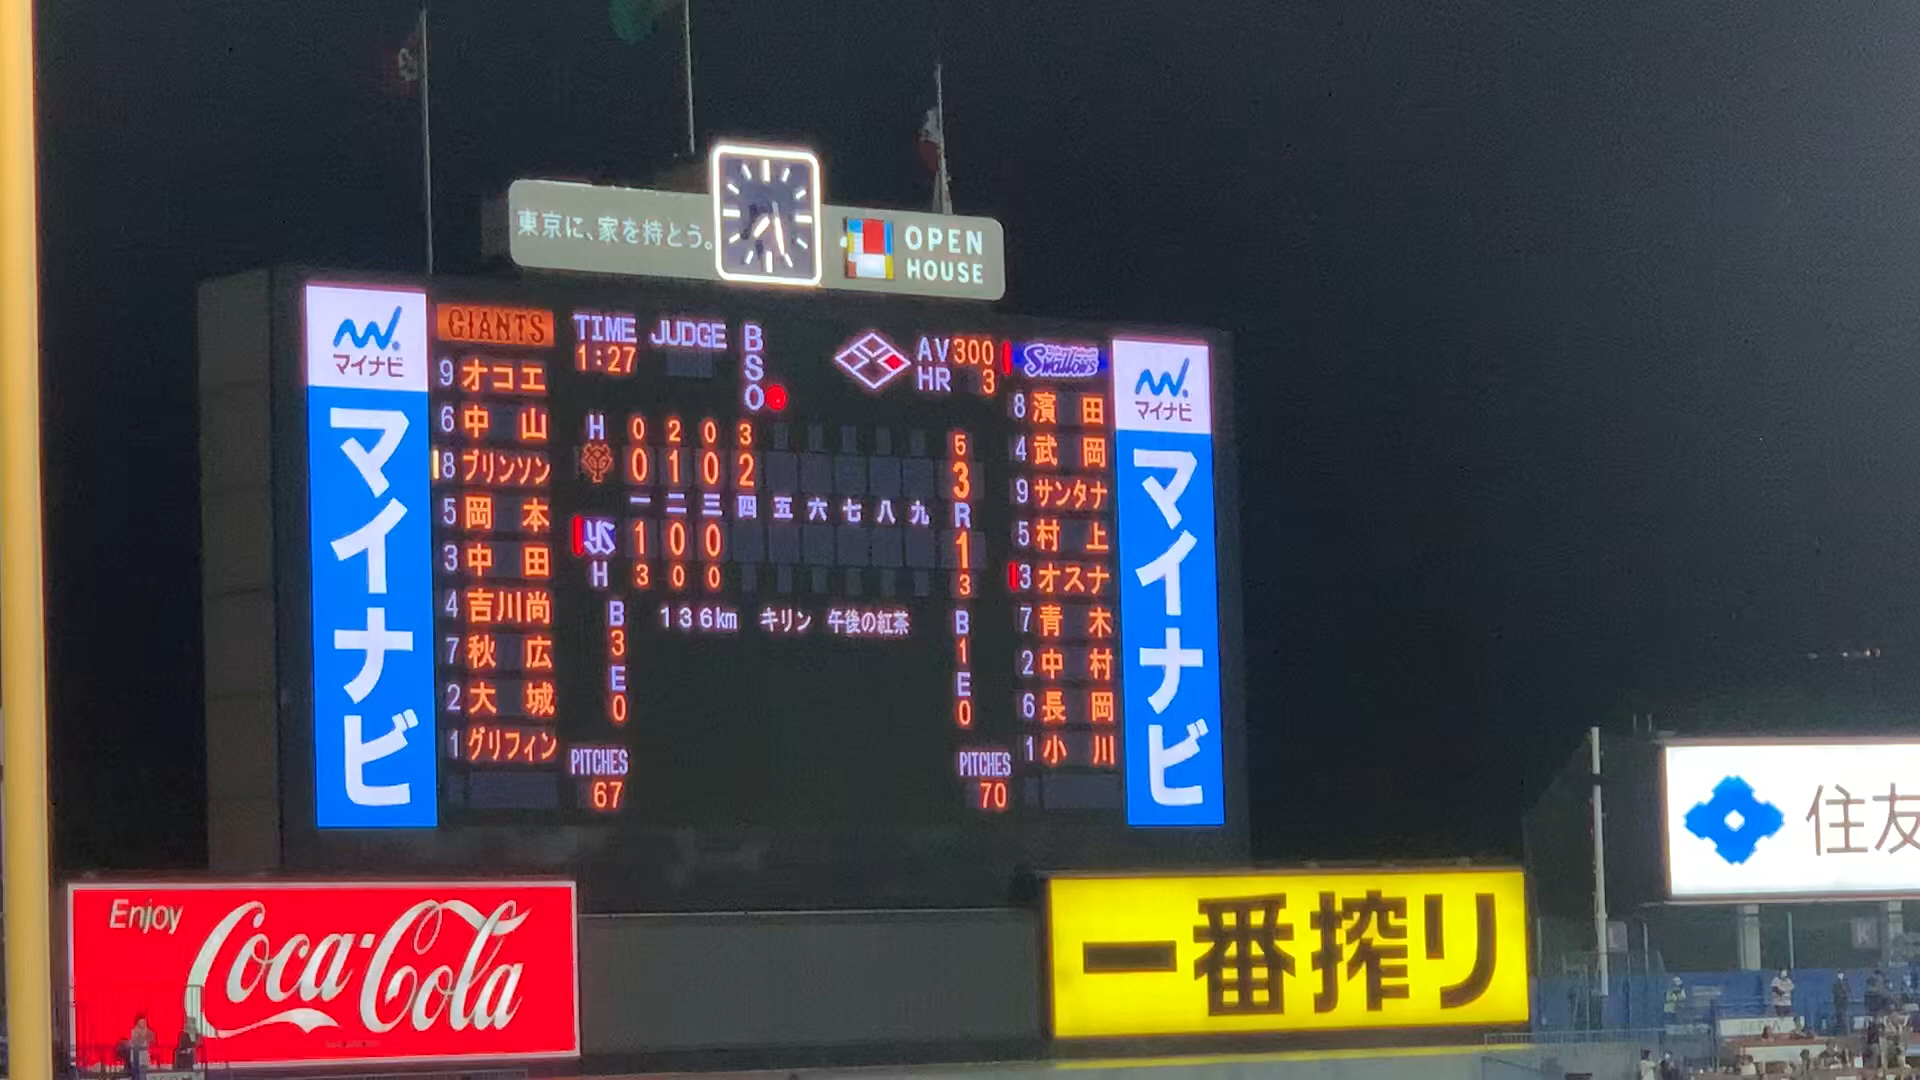 東京に、家を持とう。
OPEN
HOUSE
マイナビ
マイナビ
GIANTS
9 オコエ
6 中 山
8 ブリンソン
5 岡 本
3 中 田
4 吉川尚
7 秋 広
2 大 城
1 グリフィン
TIME JUDGE
1:27
B
S
O
AV 300
HR 3
H 0 2 0 3 5
0 1 0 2 3
一 二 三 四 五 六 七 八 九 R
YS 1 0 0 1
H 3 0 0 3
B 136㎞ キリン 午後の紅茶 B
3 1
E E
0 0
PITCHES PITCHES
67 70
Swallows
8 濱 田
4 武 岡
9 サンタナ
5 村 上
3 オスナ
7 青 木
2 中 村
6 長 岡
1 小 川
マイナビ
マイナビ
Enjoy
Coca-Cola
一番搾り
住友